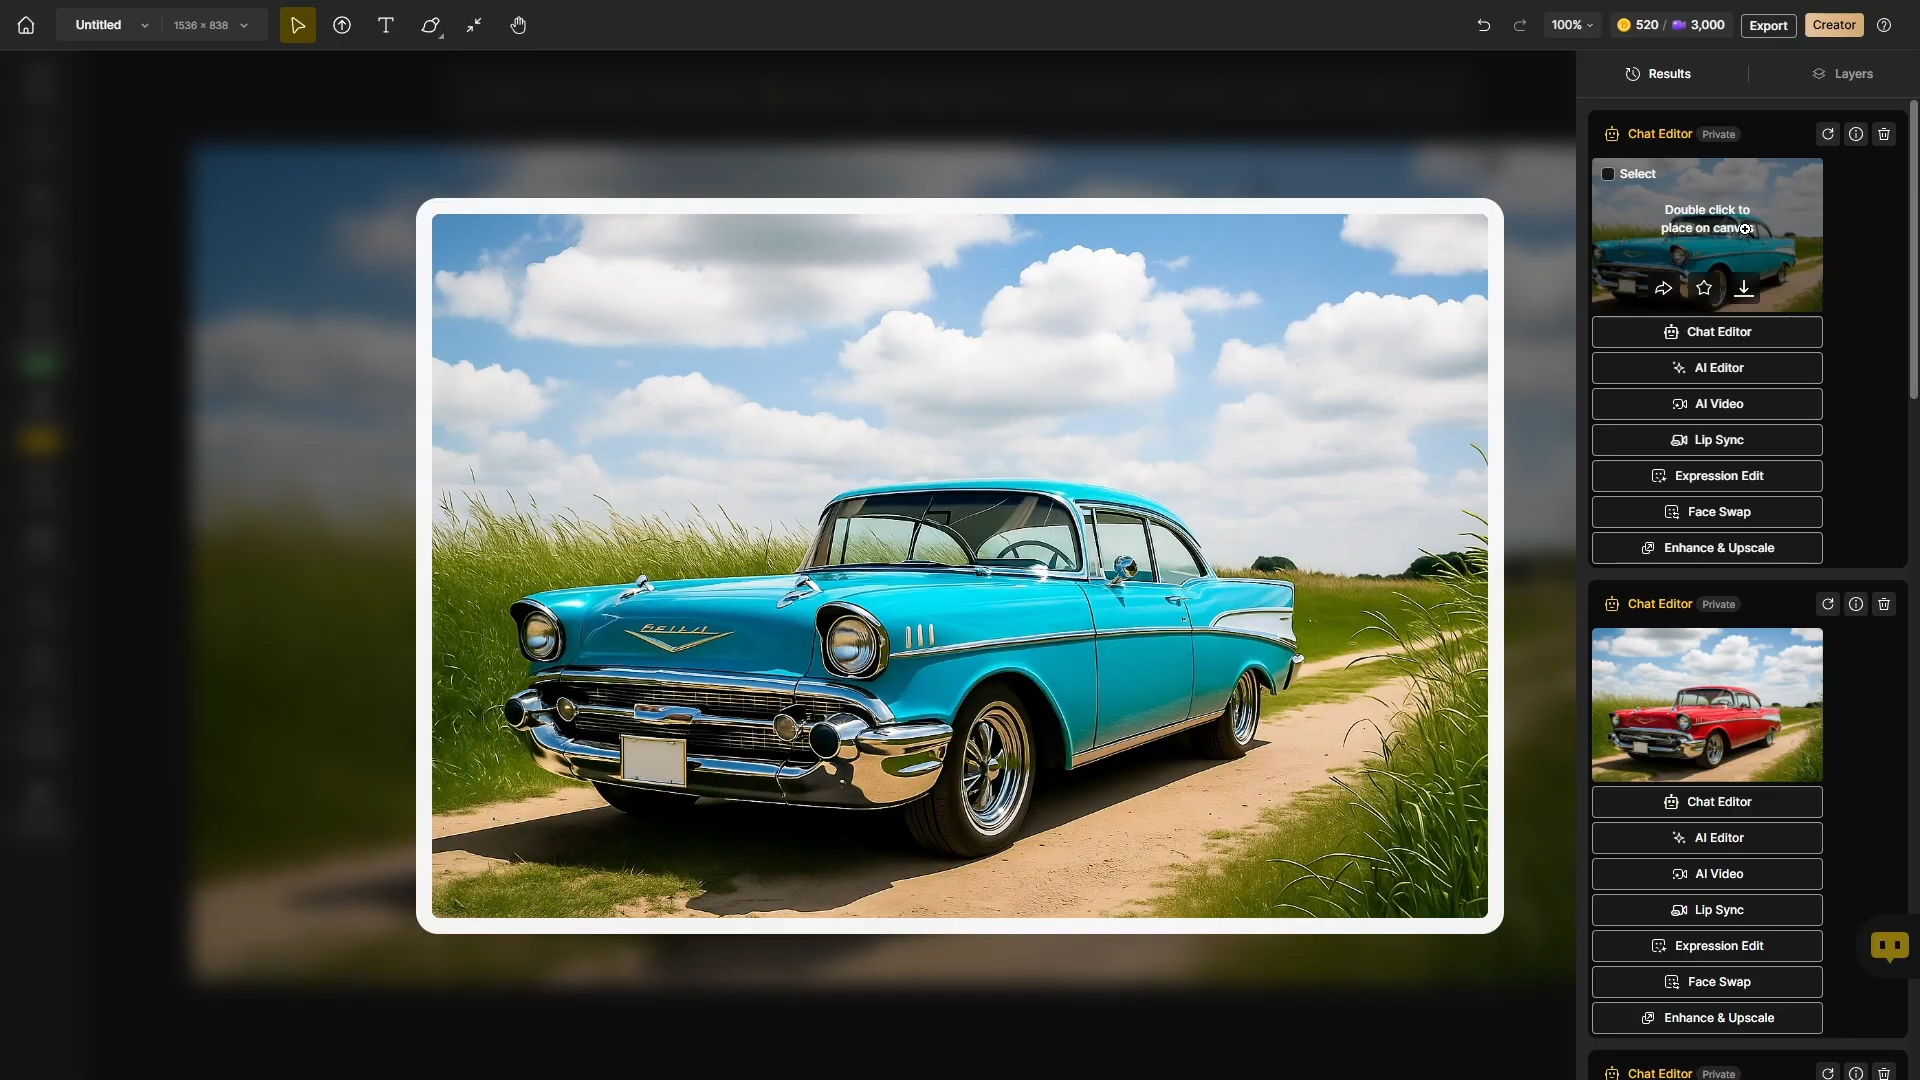 Untitled
1536 × 838
100%
520 / 3,000
Export
Creator
Results
Layers
Chat Editor Private
Select
Double click to
place on canvas
Chat Editor
AI Editor
AI Video
Lip Sync
Expression Edit
Face Swap
Enhance & Upscale
Chat Editor Private
Chat Editor
AI Editor
AI Video
Lip Sync
Expression Edit
Face Swap
Enhance & Upscale
Chat Editor Private